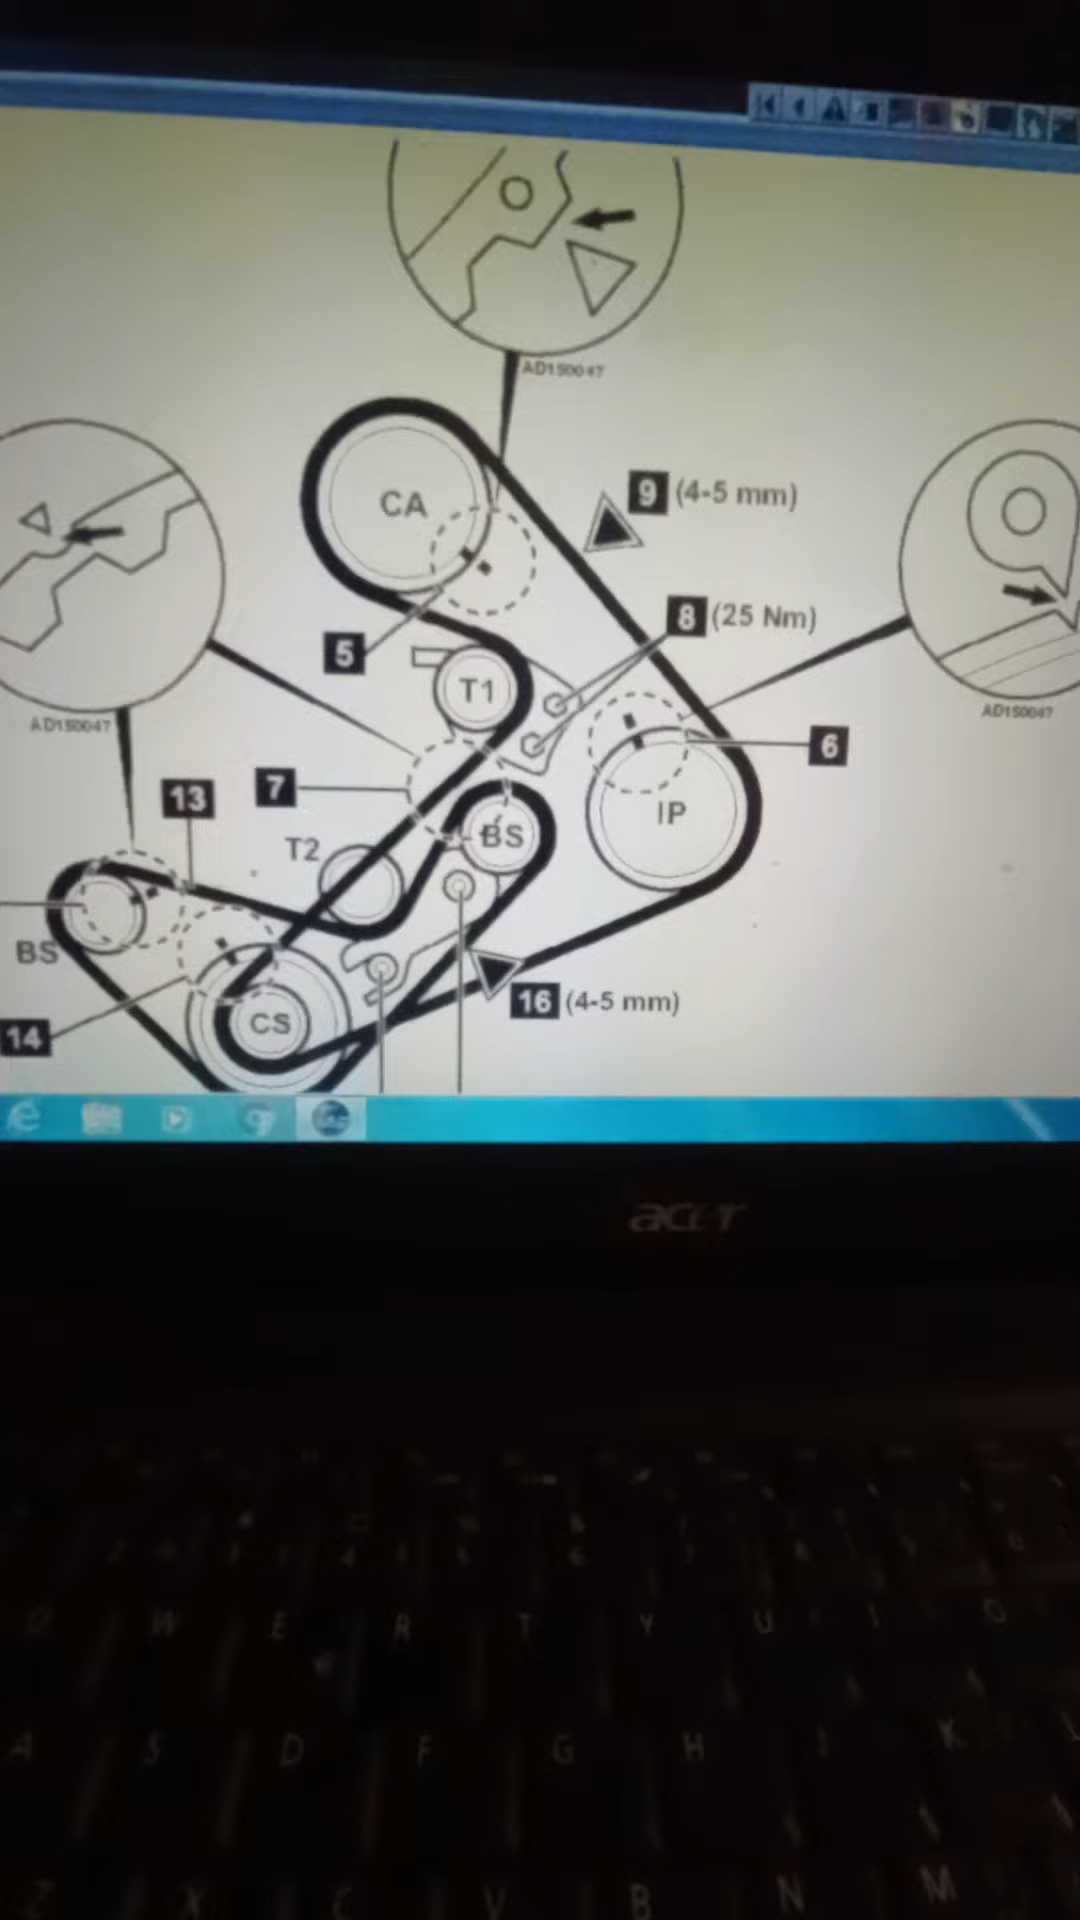 AD150047
CA
9 (4-5 mm)
8 (25 Nm)
5
T1
AD150047
AD150047
6
7
13
IP
BS
T2
BS
16 (4-5 mm)
CS
14
acer
W E R T Y U I O
A S D F G H K L
Z X C V B N M